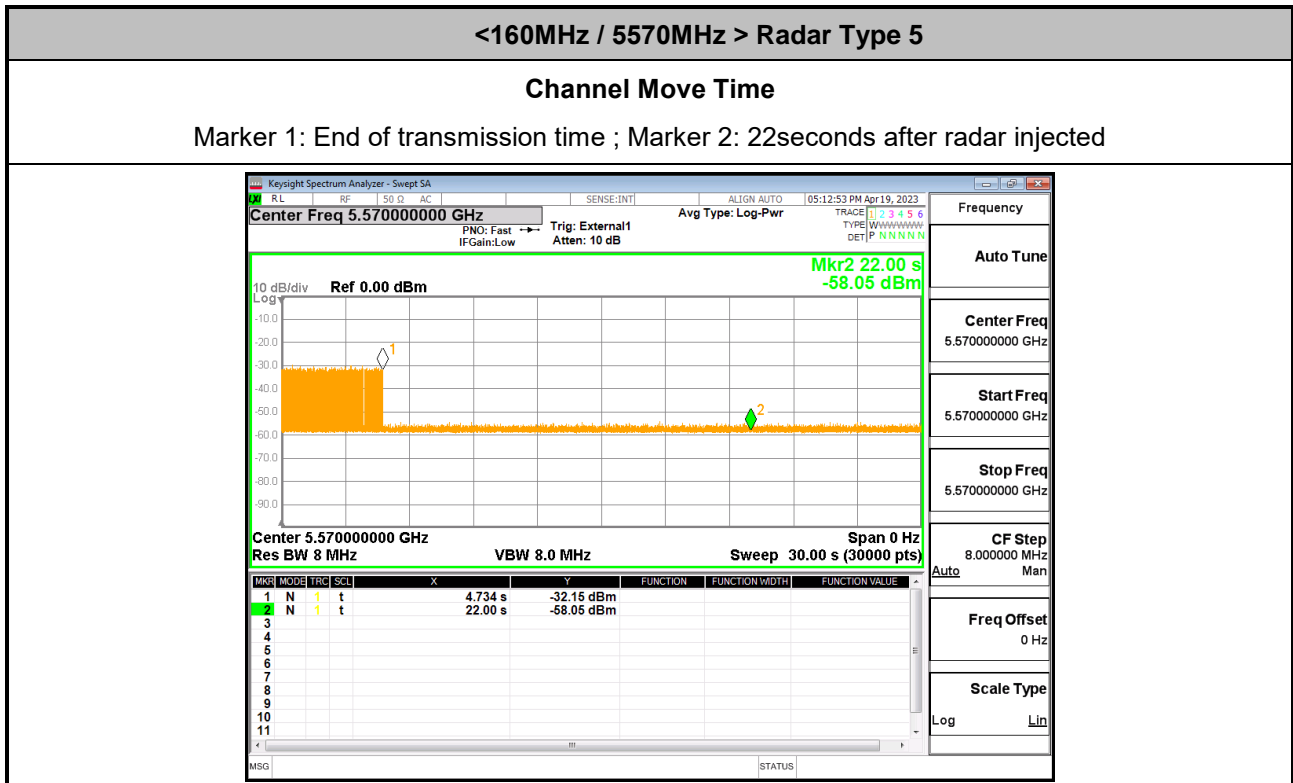 <160MHz / 5570MHz > Radar Type 5
Channel Move Time
Marker 1: End of transmission time ; Marker 2: 22seconds after radar injected
Keysight Spectrum Analyzer - Swept SA
LXI RL RF 50 Ω AC SENSE:INT ALIGN AUTO 05:12:53 PM Apr 19, 2023
Center Freq 5.570000000 GHz
PNO: Fast
IFGain:Low
Trig: External1
Atten: 10 dB
Avg Type: Log-Pwr
TRACE 1 2 3 4 5 6
TYPE WWWWWW
DET P N N N N N
Mkr2 22.00 s
-58.05 dBm
10 dB/div Ref 0.00 dBm
Log
-10.0
-20.0
-30.0
-40.0
-50.0
-60.0
-70.0
-80.0
-90.0
1
2
Center 5.570000000 GHz Span 0 Hz
Res BW 8 MHz VBW 8.0 MHz Sweep 30.00 s (30000 pts)
MKR MODE TRC SCL X Y FUNCTION FUNCTION WIDTH FUNCTION VALUE
1 N 1 t 4.734 s -32.15 dBm
2 N 1 t 22.00 s -58.05 dBm
3
4
5
6
7
8
9
10
11
MSG STATUS
Frequency
Auto Tune
Center Freq
5.570000000 GHz
Start Freq
5.570000000 GHz
Stop Freq
5.570000000 GHz
CF Step
8.000000 MHz
Auto Man
Freq Offset
0 Hz
Scale Type
Log Lin